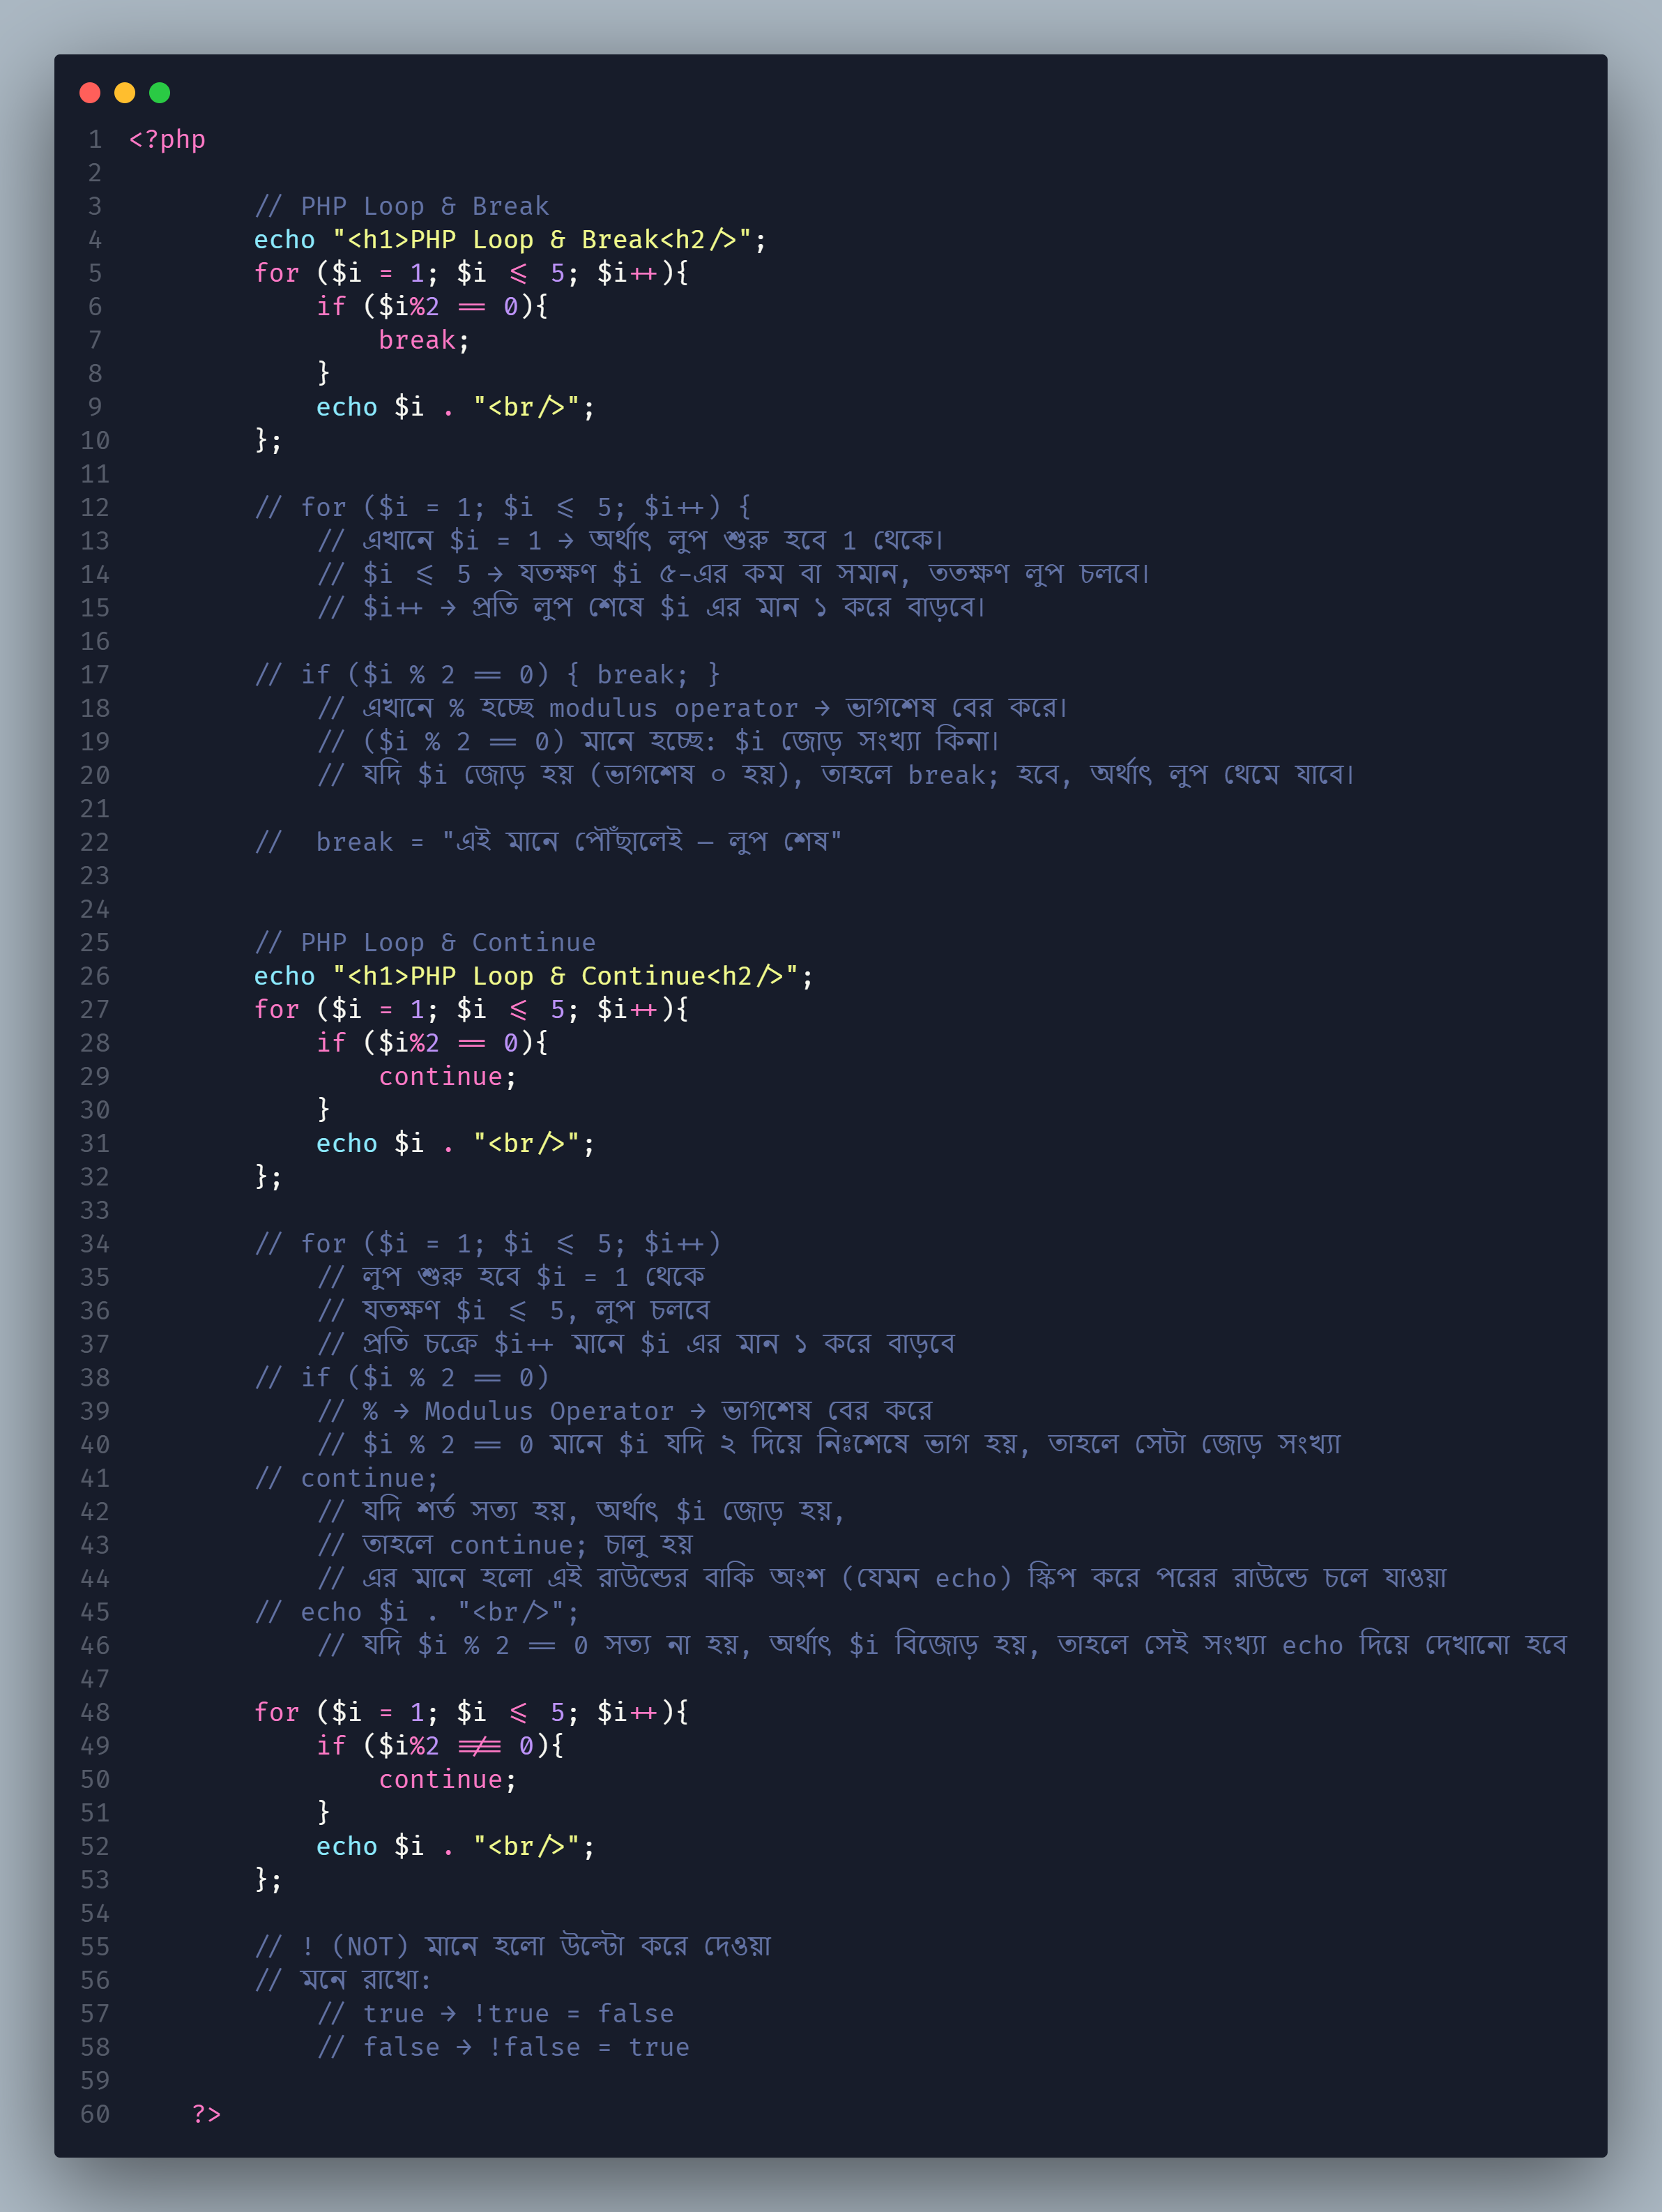 1 <?php
2
3 // PHP Loop & Break
4 echo "<h1>PHP Loop & Break<h2/>";
5 for ($i = 1; $i <= 5; $i++){
6 if ($i%2 == 0){
7 break;
8 }
9 echo $i . "<br/>";
10 };
11
12 // for ($i = 1; $i <= 5; $i++) {
13 // এখানে $i = 1 → অর্থাৎ লুপ শুরু হবে 1 থেকে।
14 // $i <= 5 → যতক্ষণ $i ৫-এর কম বা সমান, ততক্ষণ লুপ চলবে।
15 // $i++ → প্রতি লুপ শেষে $i এর মান ১ করে বাড়বে।
16
17 // if ($i % 2 == 0) { break; }
18 // এখানে % হচ্ছে modulus operator → ভাগশেষ বের করে।
19 // ($i % 2 == 0) মানে হচ্ছে: $i জোড় সংখ্যা কিনা।
20 // যদি $i জোড় হয় (ভাগশেষ ০ হয়), তাহলে break; হবে, অর্থাৎ লুপ থেমে যাবে।
21
22 //  break = "এই মানে পৌঁছালেই — লুপ শেষ"
23
24
25 // PHP Loop & Continue
26 echo "<h1>PHP Loop & Continue<h2/>";
27 for ($i = 1; $i <= 5; $i++){
28 if ($i%2 == 0){
29 continue;
30 }
31 echo $i . "<br/>";
32 };
33
34 // for ($i = 1; $i <= 5; $i++)
35 // লুপ শুরু হবে $i = 1 থেকে
36 // যতক্ষণ $i <= 5, লুপ চলবে
37 // প্রতি চক্রে $i++ মানে $i এর মান ১ করে বাড়বে
38 // if ($i % 2 == 0)
39 // % → Modulus Operator → ভাগশেষ বের করে
40 // $i % 2 == 0 মানে $i যদি ২ দিয়ে নিঃশেষে ভাগ হয়, তাহলে সেটা জোড় সংখ্যা
41 // continue;
42 // যদি শর্ত সত্য হয়, অর্থাৎ $i জোড় হয়,
43 // তাহলে continue; চালু হয়
44 // এর মানে হলো এই রাউন্ডের বাকি অংশ (যেমন echo) স্কিপ করে পরের রাউন্ডে চলে যাওয়া
45 // echo $i . "<br/>";
46 // যদি $i % 2 == 0 সত্য না হয়, অর্থাৎ $i বিজোড় হয়, তাহলে সেই সংখ্যা echo দিয়ে দেখানো হবে
47
48 for ($i = 1; $i <= 5; $i++){
49 if ($i%2 !== 0){
50 continue;
51 }
52 echo $i . "<br/>";
53 };
54
55 // ! (NOT) মানে হলো উল্টো করে দেওয়া
56 // মনে রাখো:
57 // true → !true = false
58 // false → !false = true
59
60 ?>